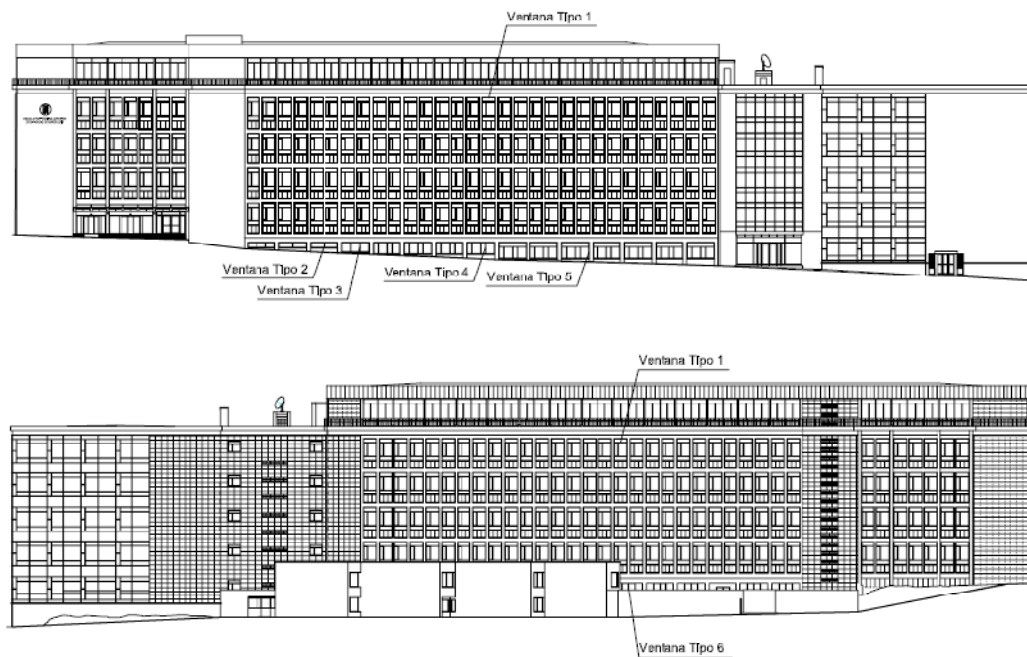 Ventana Tipo 1
Ventana Tipo 2
Ventana Tipo 3
Ventana Tipo 4
Ventana Tipo 5
Ventana Tipo 1
Ventana Tipo 6